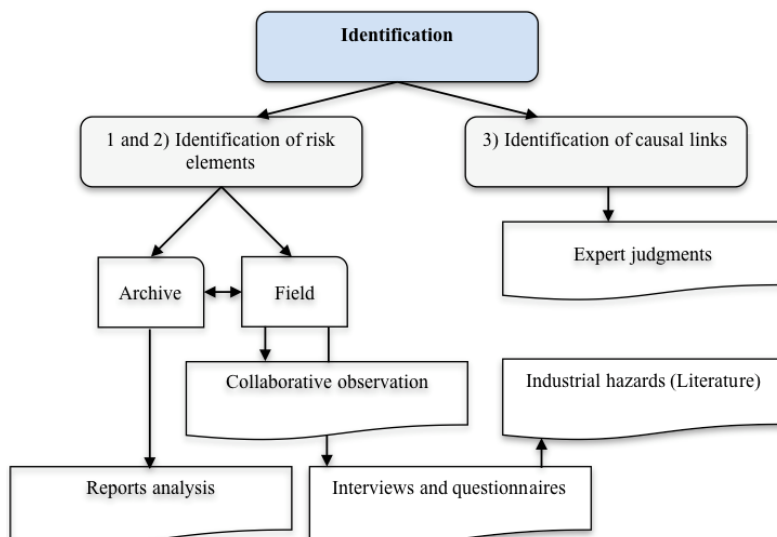 Identification
1 and 2) Identification of risk
elements
3) Identification of causal links
Expert judgments
Archive
Field
Collaborative observation
Industrial hazards (Literature)
Reports analysis
Interviews and questionnaires